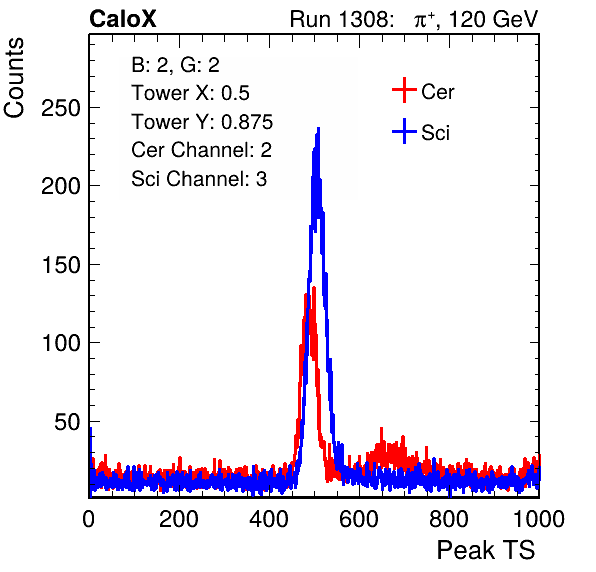 CaloX Run 1308: π⁺, 120 GeV
Counts
B: 2, G: 2
Tower X: 0.5
Tower Y: 0.875
Cer Channel: 2
Sci Channel: 3
Cer
Sci
250
200
150
100
50
0 200 400 600 800 1000
Peak TS